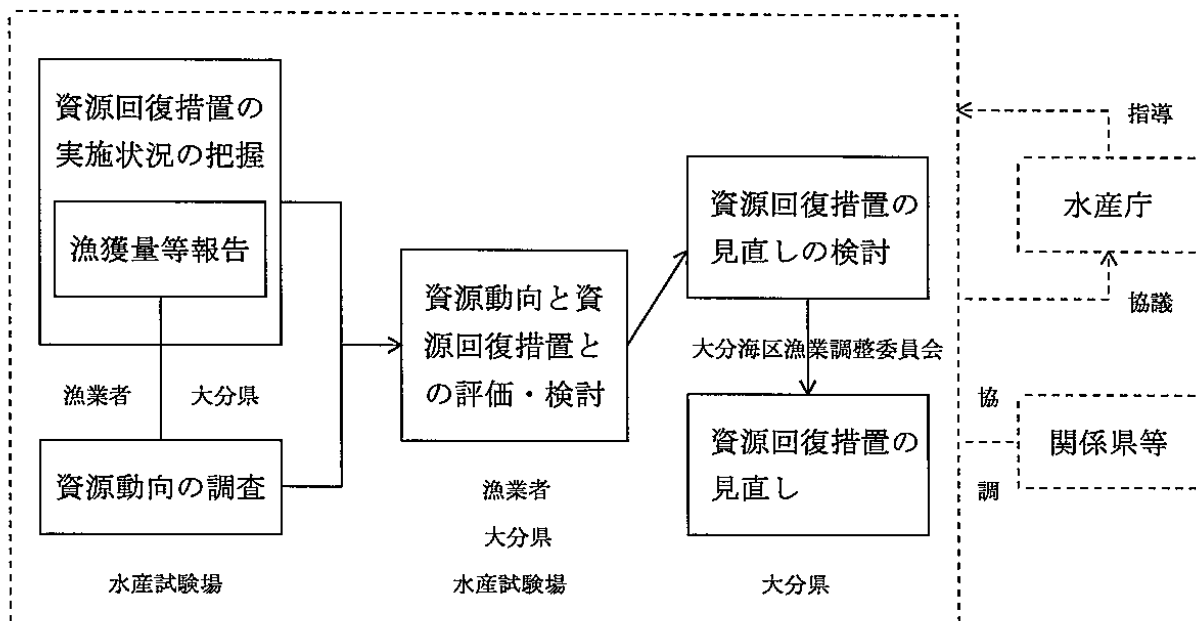 資源回復措置の
実施状況の把握
漁獲量等報告
漁業者
大分県
資源動向の調査
水産試験場
資源動向と資
源回復措置と
の評価・検討
漁業者
大分県
水産試験場
資源回復措置の
見直しの検討
大分海区漁業調整委員会
資源回復措置の
見直し
大分県
指導
水産庁
協議
協
調
関係県等